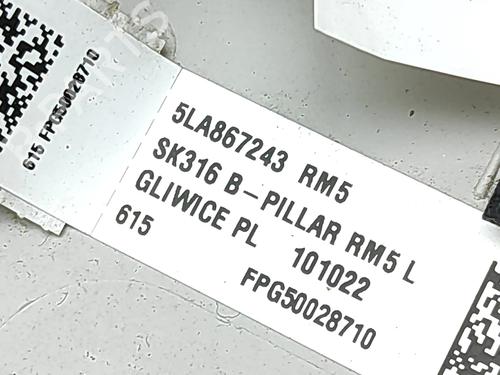 615 FPG50028710
5LA867243 RM5
SK316 B-PILLAR RM5 L
GLIWICE PL 101022
615 FPG50028710